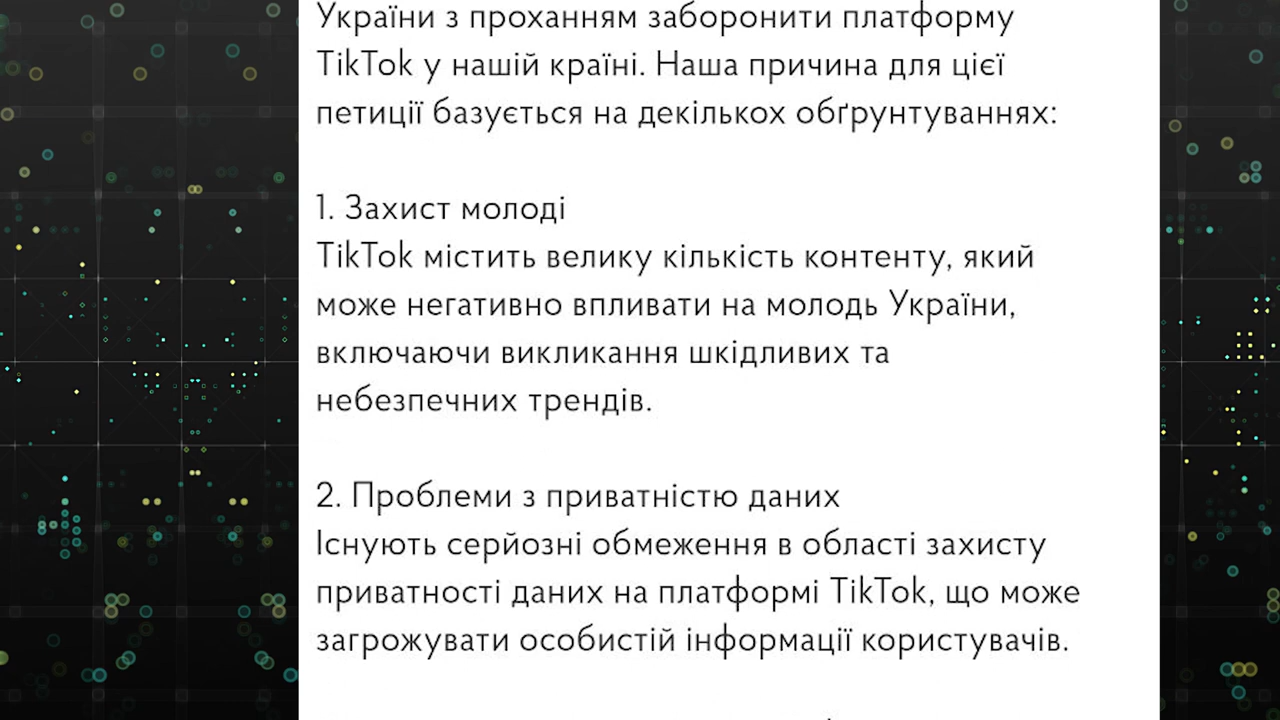 України з проханням заборонити платформу
TikTok у нашій країні. Наша причина для цієї
петиції базується на декількох обґрунтуваннях:
1. Захист молоді
TikTok містить велику кількість контенту, який
може негативно впливати на молодь України,
включаючи викликання шкідливих та
небезпечних трендів.
2. Проблеми з приватністю даних
Існують серйозні обмеження в області захисту
приватності даних на платформі TikTok, що може
загрожувати особистій інформації користувачів.